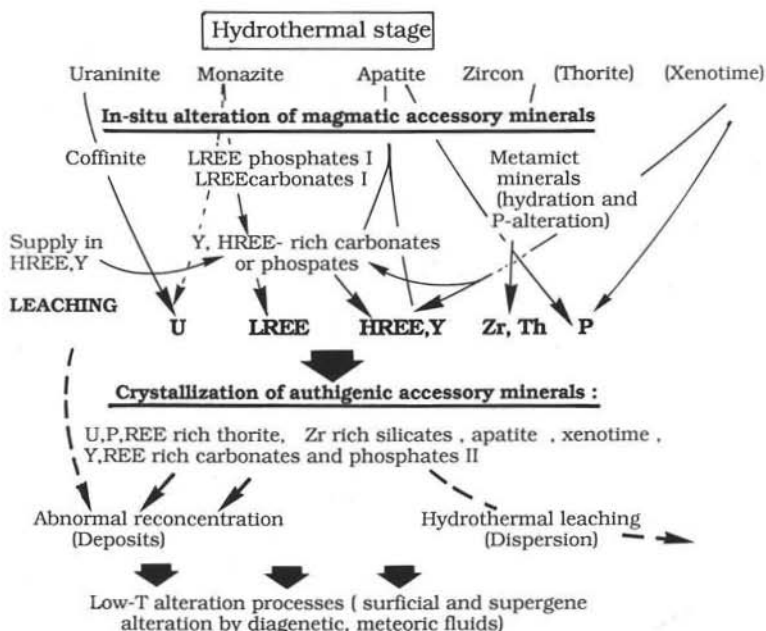 Hydrothermal stage
Uraninite Monazite Apatite Zircon (Thorite) (Xenotime)
In-situ alteration of magmatic accessory minerals
Coffinite
LREE phosphates I
LREEcarbonates I
Metamict
minerals
(hydration and
P-alteration)
Supply in
HREE,Y
Y, HREE- rich carbonates
or phospates
LEACHING
U LREE HREE,Y Zr, Th P
Crystallization of authigenic accessory minerals :
U,P,REE rich thorite, Zr rich silicates , apatite , xenotime ,
Y,REE rich carbonates and phosphates II
Abnormal reconcentration
(Deposits)
Hydrothermal leaching
(Dispersion)
Low-T alteration processes ( surficial and supergene
alteration by diagenetic, meteoric fluids)